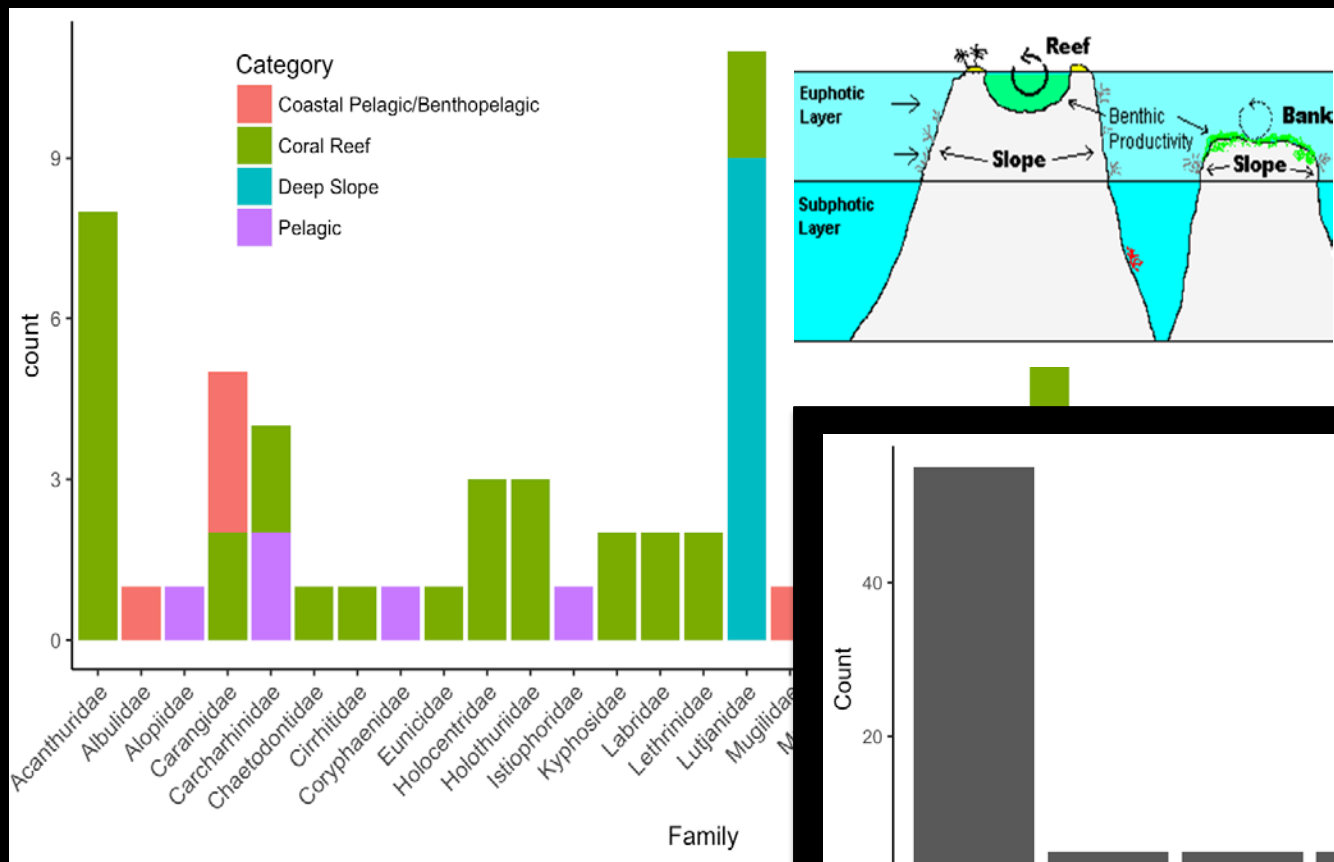 Category
Coastal Pelagic/Benthopelagic
Coral Reef
Deep Slope
Pelagic
count
9
6
3
0
Acanthuridae
Albulidae
Alopiidae
Carangidae
Carcharhinidae
Chaetodontidae
Cirrhitidae
Coryphaenidae
Eunicidae
Holocentridae
Holothuriidae
Istiophoridae
Kyphosidae
Labridae
Lethrinidae
Lutjanidae
Mugilidae
M
Family
Reef
Euphotic
Layer
Benthic
Productivity
Bank
Slope
Slope
Subphotic
Layer
Count
40
20